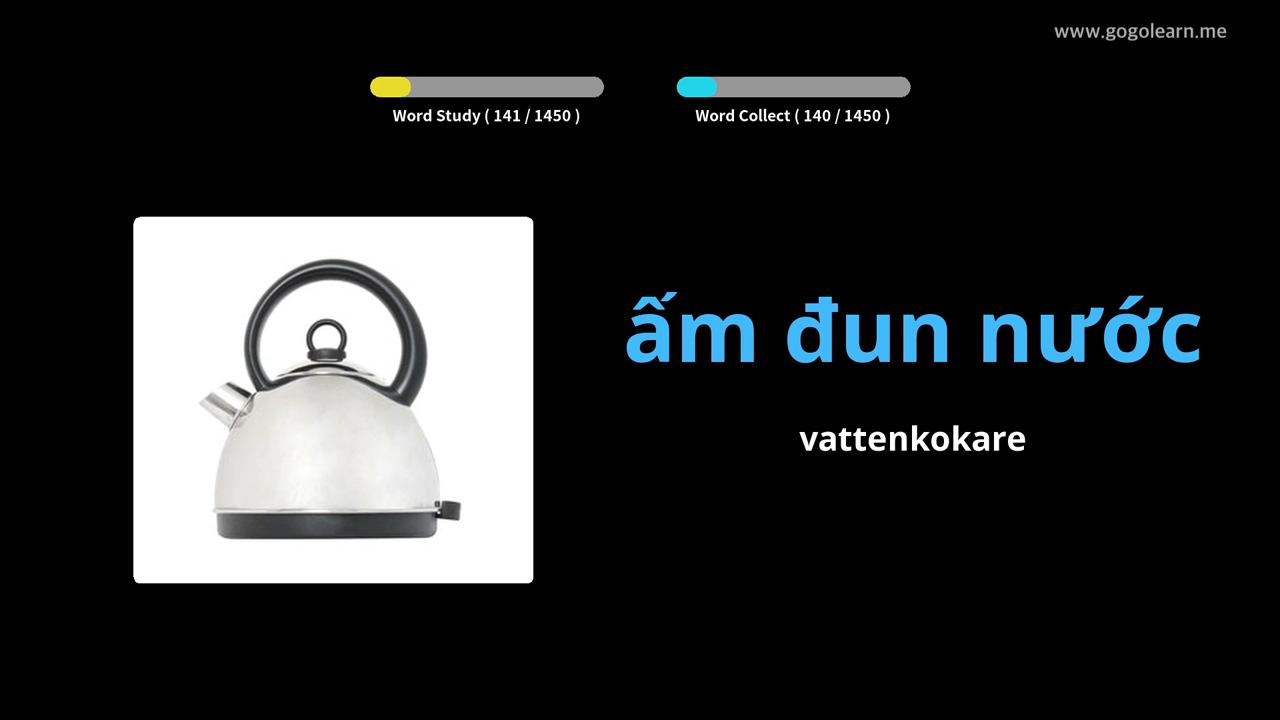 www.gogolearn.me
Word Study ( 141 / 1450 )
Word Collect ( 140 / 1450 )
ấm đun nước
vattenkokare